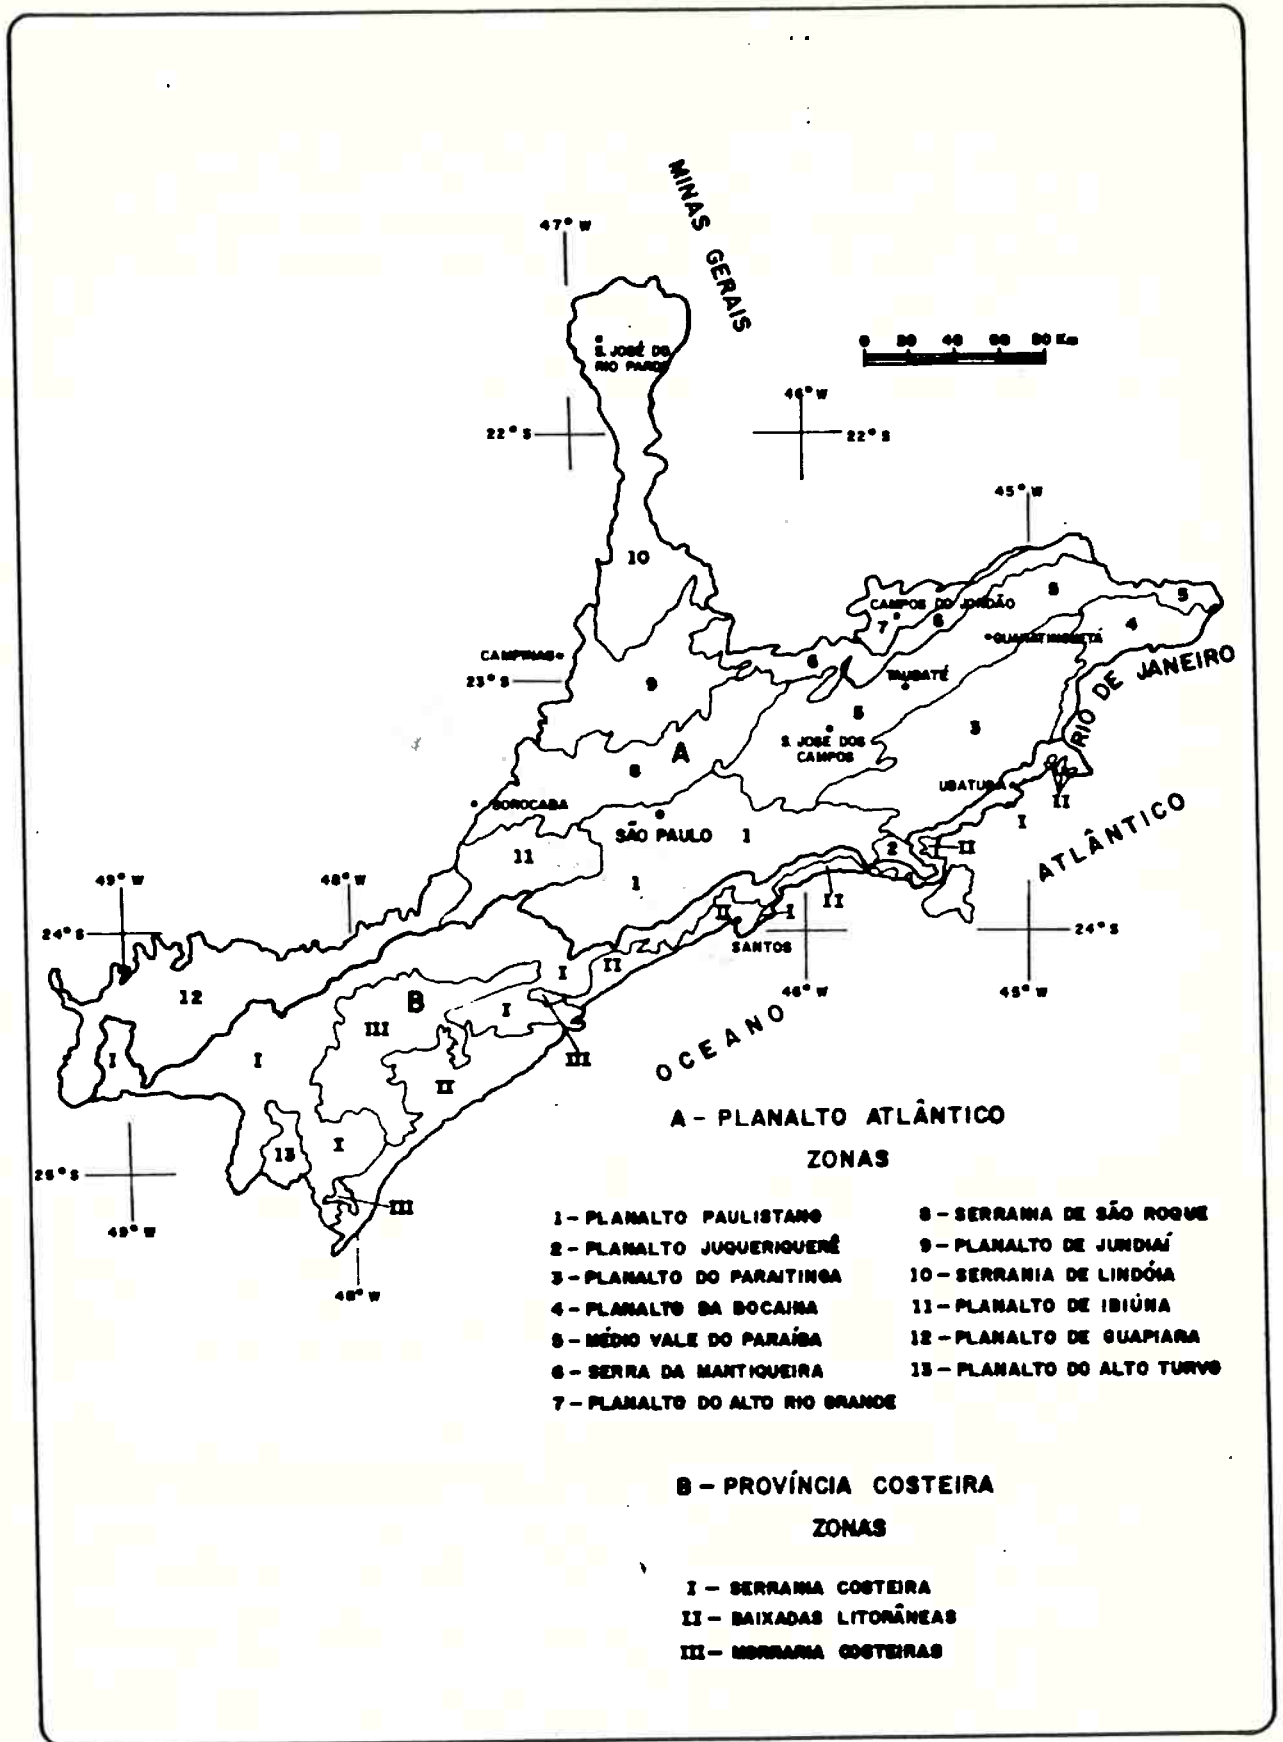 MINAS GERAIS
47° W
S. JOSÉ DO
RIO PARDO
0 20 40 60 80 Km
46° W
22° S
22° S
45° W
10
CAMPOS DO JORDÃO
7
6
5
5
4
GUARATINGUETÁ
CAMPINAS
23° S
9
6
TAUBATÉ
RIO DE JANEIRO
5
3
S. JOSÉ DOS
CAMPOS
A
8
UBATUBA
II
I
SOROCABA
SÃO PAULO
1
2
II
ATLÂNTICO
11
1
49° W
48° W
II
I
II
24° S
SANTOS
24° S
12
I
II
46° W
45° W
B
III
I
OCEANO
I
I
III
II
I
13
25° S
III
49° W
48° W
A - PLANALTO ATLÂNTICO
ZONAS
1 - PLANALTO PAULISTANO
2 - PLANALTO JUQUERIQUERÊ
3 - PLANALTO DO PARAITINGA
4 - PLANALTO DA BOCAINA
5 - MÉDIO VALE DO PARAÍBA
6 - SERRA DA MANTIQUEIRA
7 - PLANALTO DO ALTO RIO GRANDE
8 - SERRANIA DE SÃO ROQUE
9 - PLANALTO DE JUNDIAÍ
10 - SERRANIA DE LINDÓIA
11 - PLANALTO DE IBIÚNA
12 - PLANALTO DE GUAPIARA
13 - PLANALTO DO ALTO TURVO
B - PROVÍNCIA COSTEIRA
ZONAS
I - SERRANIA COSTEIRA
II - BAIXADAS LITORÂNEAS
III - MORRARIA COSTEIRAS